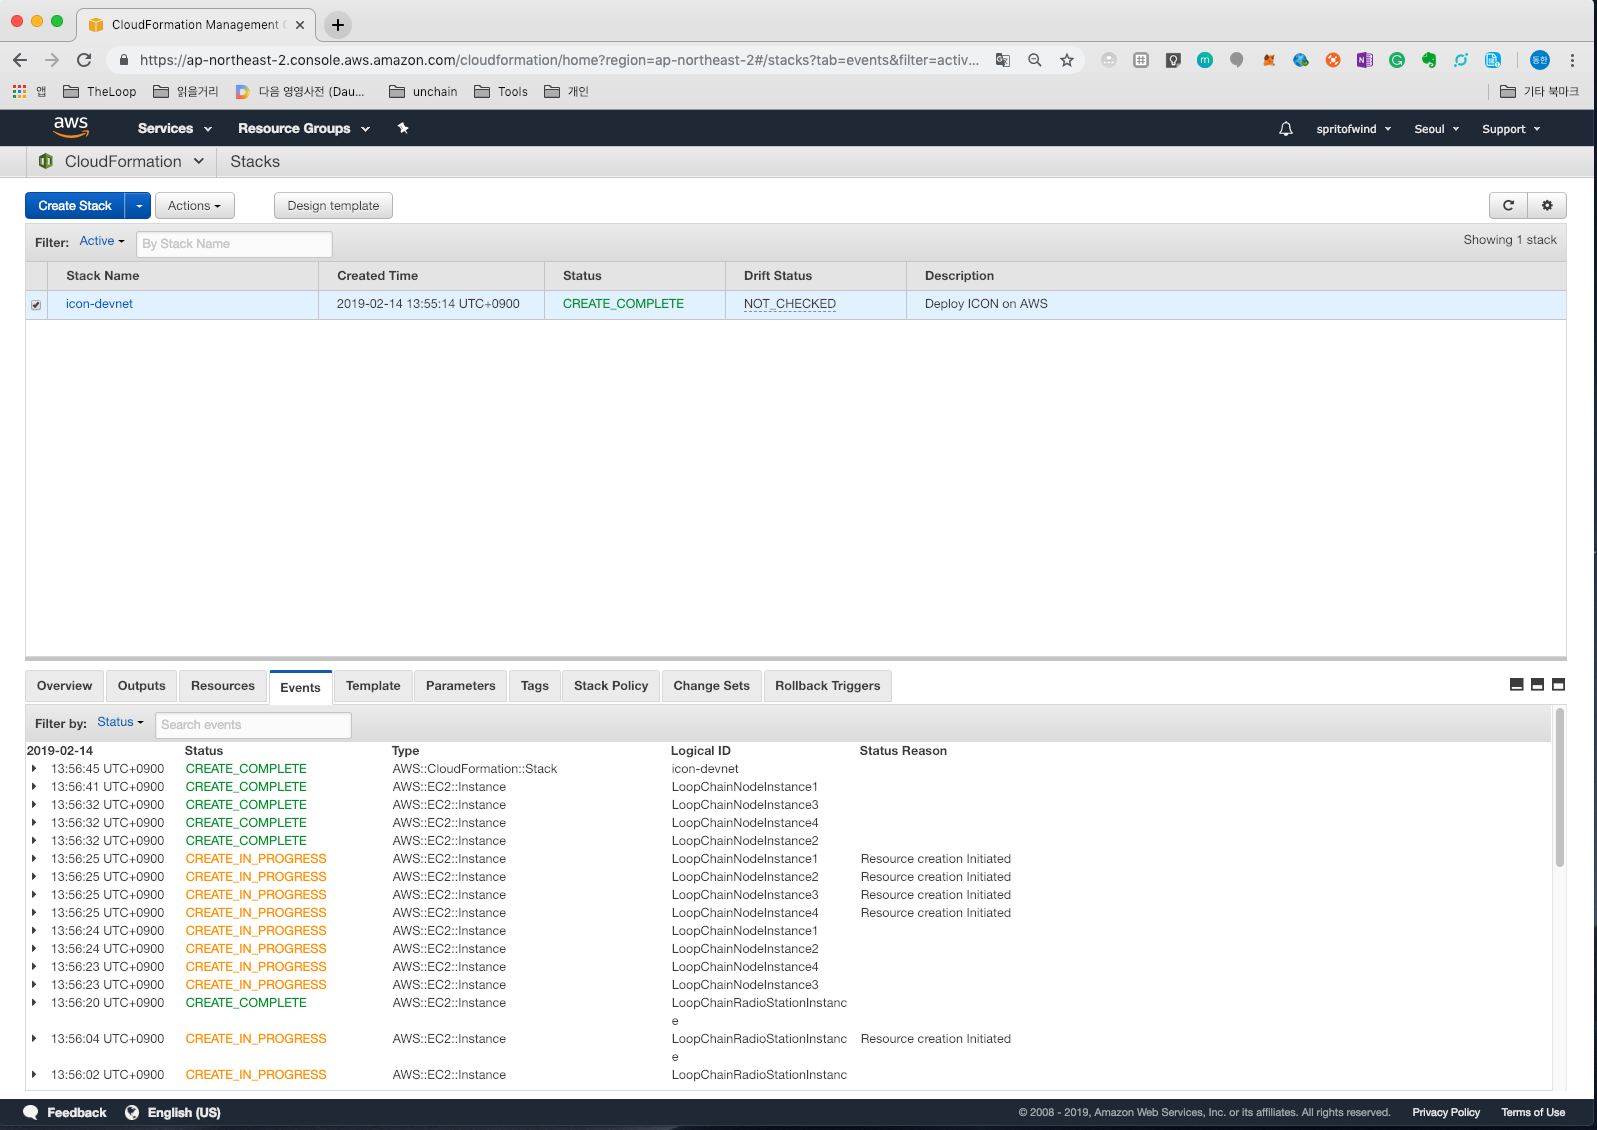 CloudFormation Management
https://ap-northeast-2.console.aws.amazon.com/cloudformation/home?region=ap-northeast-2#/stacks?tab=events&filter=activ...
앱 TheLoop 읽을거리 다음 영영사전 (Dau... unchain Tools 개인 기타 북마크
aws Services Resource Groups spritofwind Seoul Support
CloudFormation Stacks
Create Stack Actions Design template
Filter: Active By Stack Name Showing 1 stack
Stack Name Created Time Status Drift Status Description
icon-devnet 2019-02-14 13:55:14 UTC+0900 CREATE_COMPLETE NOT_CHECKED Deploy ICON on AWS
Overview Outputs Resources Events Template Parameters Tags Stack Policy Change Sets Rollback Triggers
Filter by: Status Search events
2019-02-14 Status Type Logical ID Status Reason
13:56:45 UTC+0900 CREATE_COMPLETE AWS::CloudFormation::Stack icon-devnet
13:56:41 UTC+0900 CREATE_COMPLETE AWS::EC2::Instance LoopChainNodeInstance1
13:56:32 UTC+0900 CREATE_COMPLETE AWS::EC2::Instance LoopChainNodeInstance3
13:56:32 UTC+0900 CREATE_COMPLETE AWS::EC2::Instance LoopChainNodeInstance4
13:56:32 UTC+0900 CREATE_COMPLETE AWS::EC2::Instance LoopChainNodeInstance2
13:56:25 UTC+0900 CREATE_IN_PROGRESS AWS::EC2::Instance LoopChainNodeInstance1 Resource creation Initiated
13:56:25 UTC+0900 CREATE_IN_PROGRESS AWS::EC2::Instance LoopChainNodeInstance2 Resource creation Initiated
13:56:25 UTC+0900 CREATE_IN_PROGRESS AWS::EC2::Instance LoopChainNodeInstance3 Resource creation Initiated
13:56:25 UTC+0900 CREATE_IN_PROGRESS AWS::EC2::Instance LoopChainNodeInstance4 Resource creation Initiated
13:56:24 UTC+0900 CREATE_IN_PROGRESS AWS::EC2::Instance LoopChainNodeInstance1
13:56:24 UTC+0900 CREATE_IN_PROGRESS AWS::EC2::Instance LoopChainNodeInstance2
13:56:23 UTC+0900 CREATE_IN_PROGRESS AWS::EC2::Instance LoopChainNodeInstance4
13:56:23 UTC+0900 CREATE_IN_PROGRESS AWS::EC2::Instance LoopChainNodeInstance3
13:56:20 UTC+0900 CREATE_COMPLETE AWS::EC2::Instance LoopChainRadioStationInstanc
e
13:56:04 UTC+0900 CREATE_IN_PROGRESS AWS::EC2::Instance LoopChainRadioStationInstanc Resource creation Initiated
e
13:56:02 UTC+0900 CREATE_IN_PROGRESS AWS::EC2::Instance LoopChainRadioStationInstanc
Feedback English (US) © 2008 - 2019, Amazon Web Services, Inc. or its affiliates. All rights reserved. Privacy Policy Terms of Use